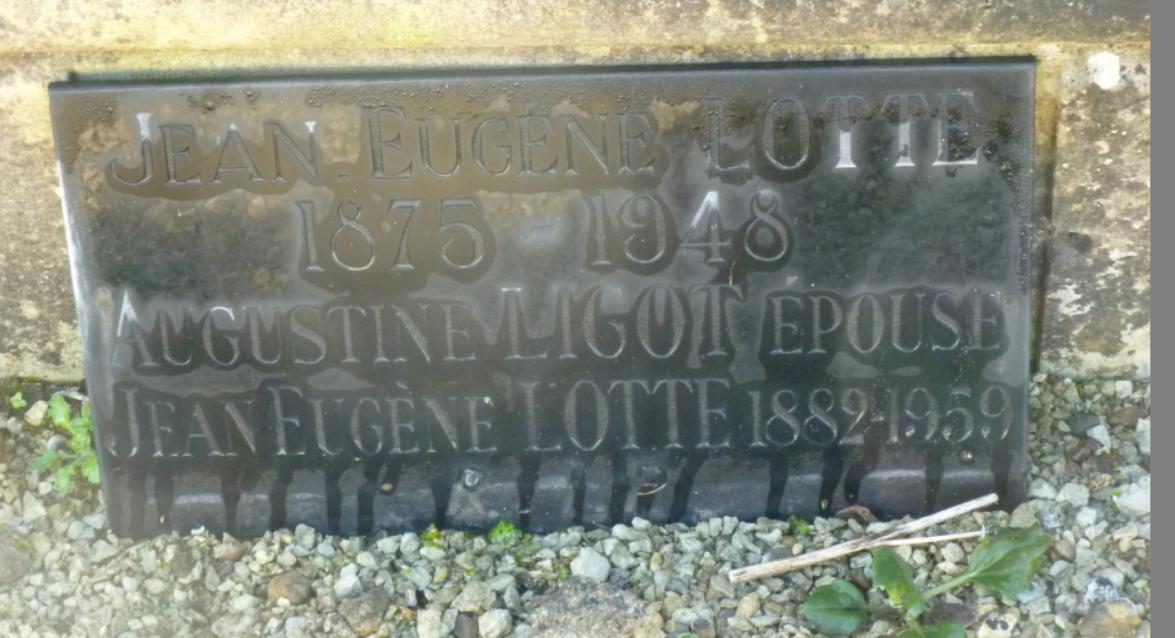 JEAN. EUGÈNE LOTTE
1875 - 1948
AUGUSTINE LIGOT ÉPOUSE
JEAN EUGÈNE LOTTE 1882-1959